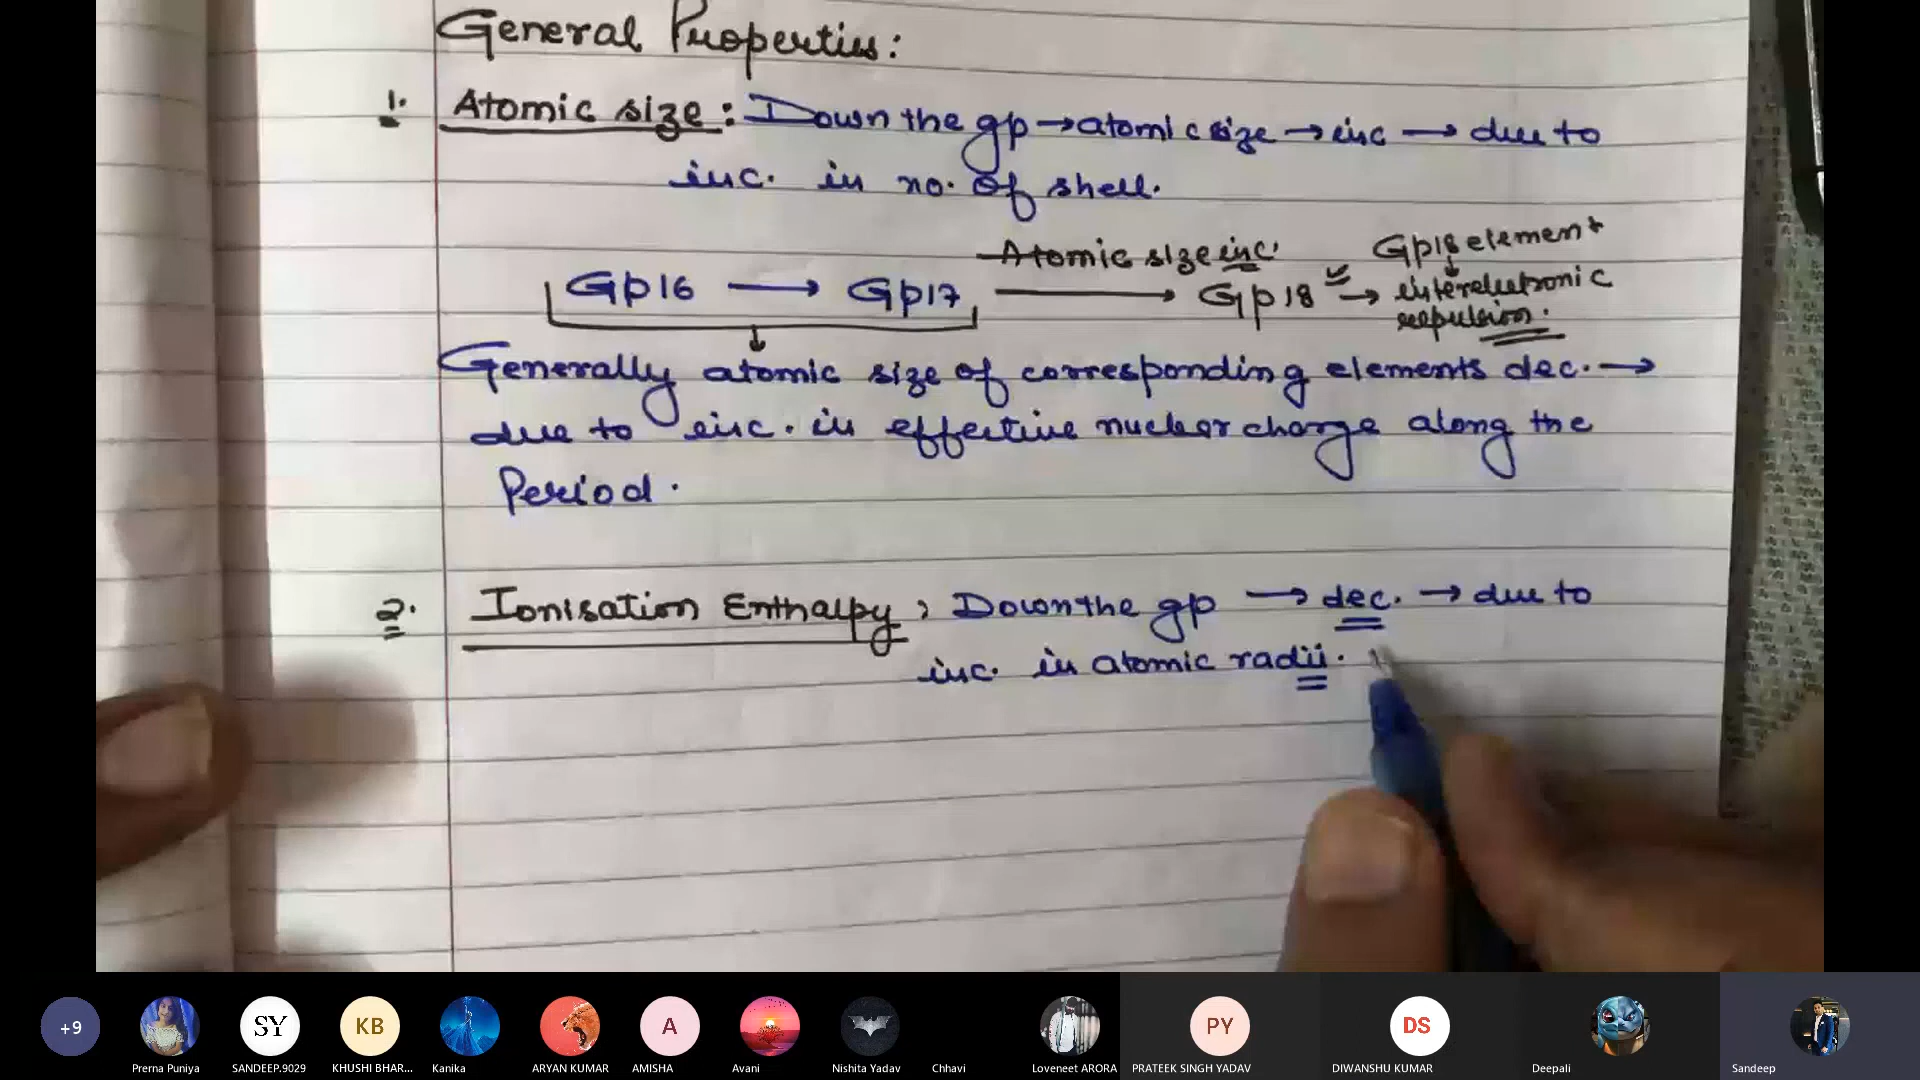 General Properties:
1. Atomic size: Down the gp → atomic size → inc → due to
inc. in no. of shell.
Atomic size inc. Gp18 element
Gp16 → Gp17 → Gp18 → interelectronic
repulsion.
Generally atomic size of corresponding elements dec. →
due to inc. in effective nuclear charge along the
Period.
2. Ionisation Enthalpy; Down the gp → dec. → due to
inc. in atomic radii.
+9 SY KB A PY DS
Prerna Puniya SANDEEP.9029 KHUSHI BHAR... Kanika ARYAN KUMAR AMISHA Avani Nishita Yadav Chhavi Loveneet ARORA PRATEEK SINGH YADAV DIWANSHU KUMAR Deepali Sandeep